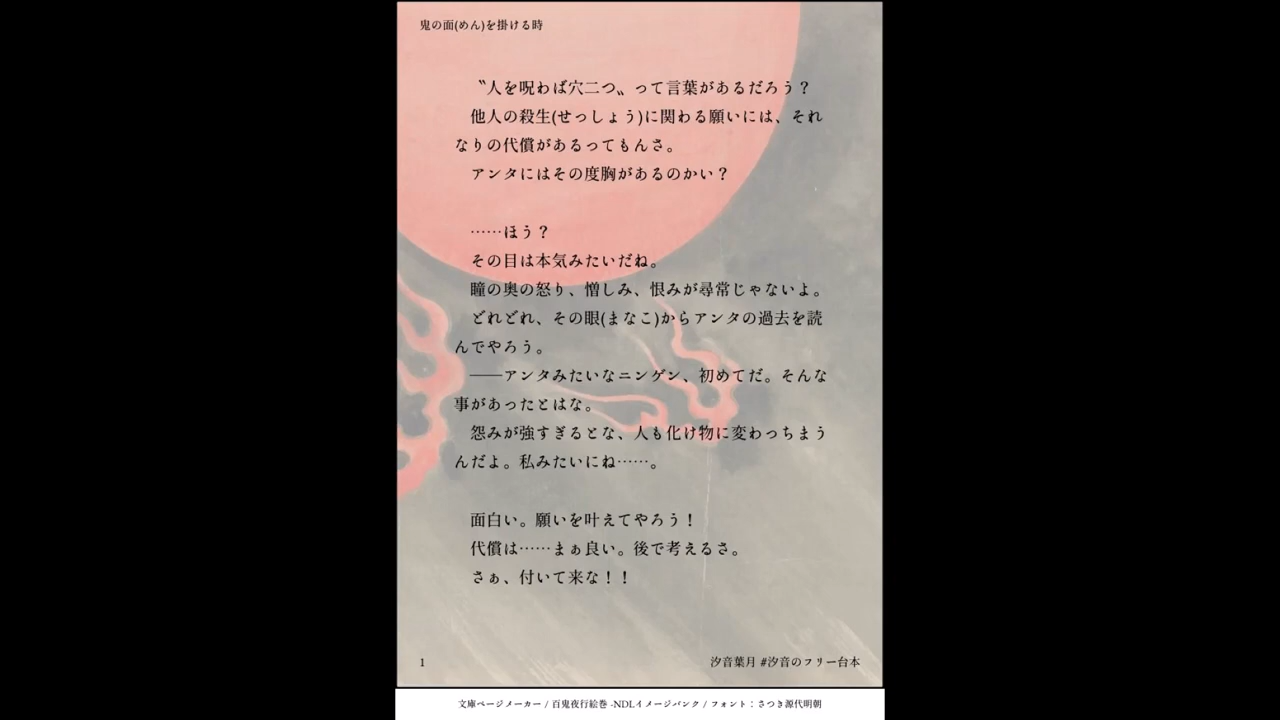 鬼の面(めん)を掛ける時
〝人を呪わば穴二つ〟って言葉があるだろう？
他人の殺生(せっしょう)に関わる願いには、それ
なりの代償があるってもんさ。
アンタにはその度胸があるのかい？
……ほう？
その目は本気みたいだね。
瞳の奥の怒り、憎しみ、恨みが尋常じゃないよ。
どれどれ、その眼(まなこ)からアンタの過去を読
んでやろう。
──アンタみたいなニンゲン、初めてだ。そんな
事があったとはな。
怨みが強すぎるとな、人も化け物に変わっちまう
んだよ。私みたいにね……。
面白い。願いを叶えてやろう！
代償は……まぁ良い。後で考えるさ。
さぁ、付いて来な！！
1
汐音葉月 #汐音のフリー台本
文庫ページメーカー / 百鬼夜行絵巻 -NDLイメージバンク / フォント：さつき源代明朝